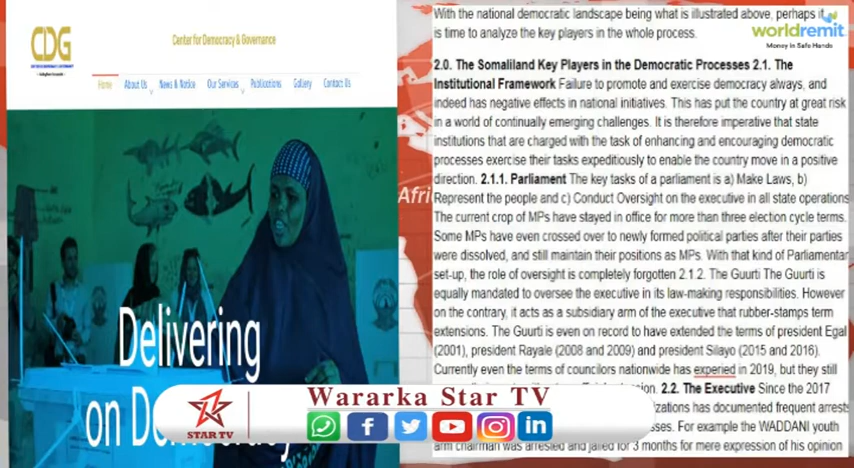 CDG
Center for Democracy & Governance
Home About Us News & Notice Our Services Publications Gallery Contact Us
Delivering
on De
Afri
worldremit
Money in Safe Hands
With the national democratic landscape being what is illustrated above, perhaps it
is time to analyze the key players in the whole process.
2.0. The Somaliland Key Players in the Democratic Processes 2.1. The
Institutional Framework Failure to promote and exercise democracy always, and
indeed has negative effects in national initiatives. This has put the country at great risk
in a world of continually emerging challenges. It is therefore imperative that state
institutions that are charged with the task of enhancing and encouraging democratic
processes exercise their tasks expeditiously to enable the country move in a positive
direction. 2.1.1. Parliament The key tasks of a parliament is a) Make Laws, b)
Represent the people and c) Conduct Oversight on the executive in all state operations
The current crop of MPs have stayed in office for more than three election cycle terms.
Some MPs have even crossed over to newly formed political parties after their parties
were dissolved, and still maintain their positions as MPs. With that kind of Parliamentar
set-up, the role of oversight is completely forgotten 2.1.2. The Guurti The Guurti is
equally mandated to oversee the executive in its law-making responsibilities. However
on the contrary, it acts as a subsidiary arm of the executive that rubber-stamps term
extensions. The Guurti is even on record to have extended the terms of president Egal
(2001), president Rayale (2008 and 2009) and president Silayo (2015 and 2016).
Currently even the terms of councilors nationwide has experied in 2019, but they still
2.2. The Executive Since the 2017
izations has documented frequent arrests
sses. For example the WADDANI youth
arm chairman was arrested and jailed for 3 months for mere expression of his opinion
STAR TV
Wararka Star TV